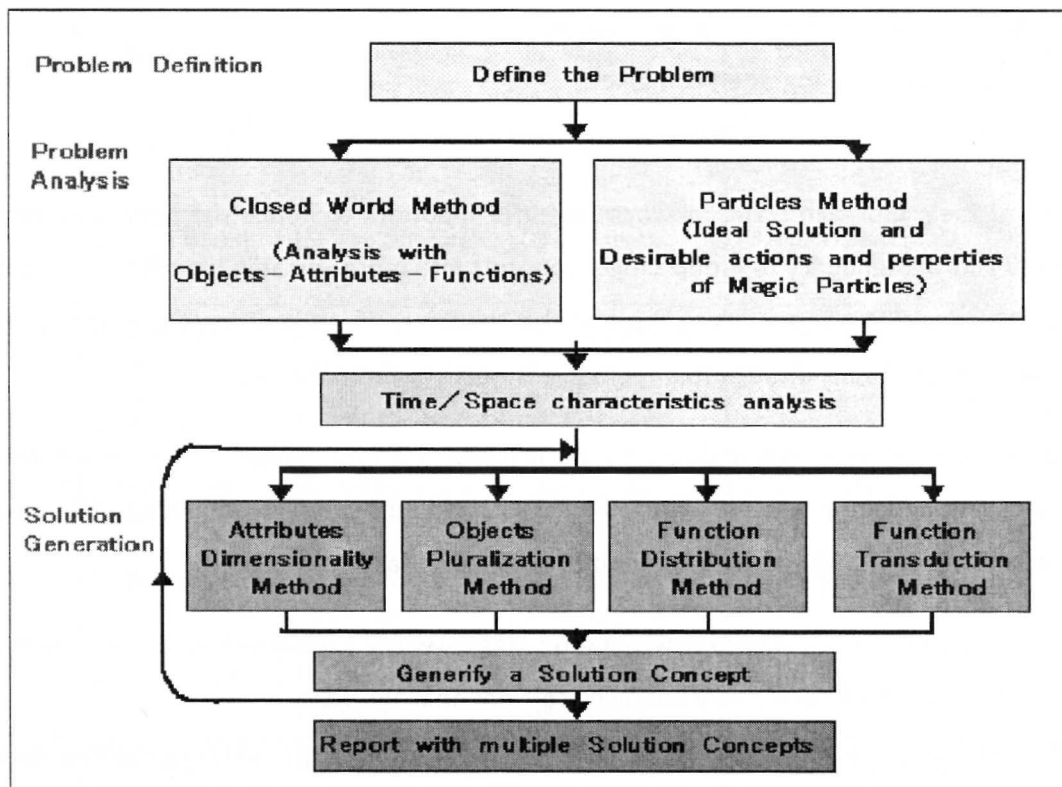 Problem Definition
Define the Problem
Problem
Analysis
Closed World Method
(Analysis with
Objects-Attributes-Functions)
Particles Method
(Ideal Solution and
Desirable actions and perperties
of Magic Particles)
Time/Space characteristics analysis
Solution
Generation
Attributes
Dimensionality
Method
Objects
Pluralization
Method
Function
Distribution
Method
Function
Transduction
Method
Generify a Solution Concept
Report with multiple Solution Concepts